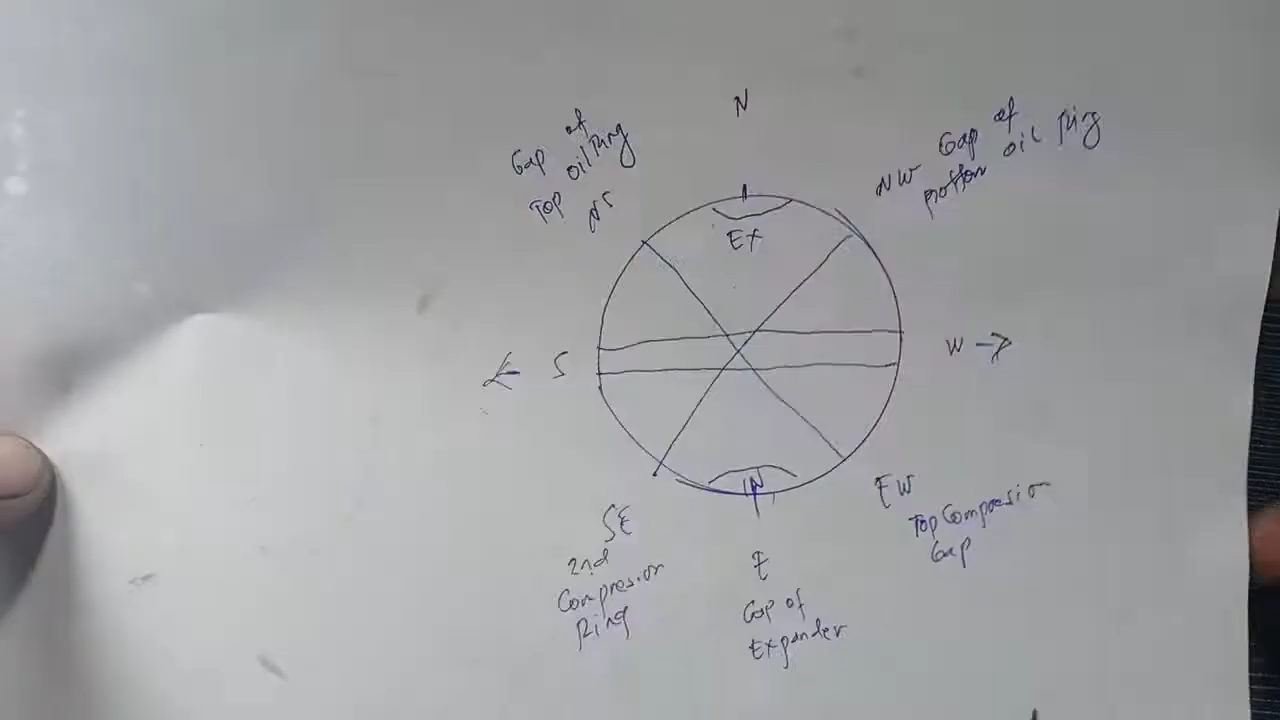 N
Gap of
Top oil Ring
NS
NW Gap of
Bottom oil Ring
EX
S
W
IN
SE
2nd
Compresion
Ring
E
Gap of
Expander
EW
Top Compresion
Gap